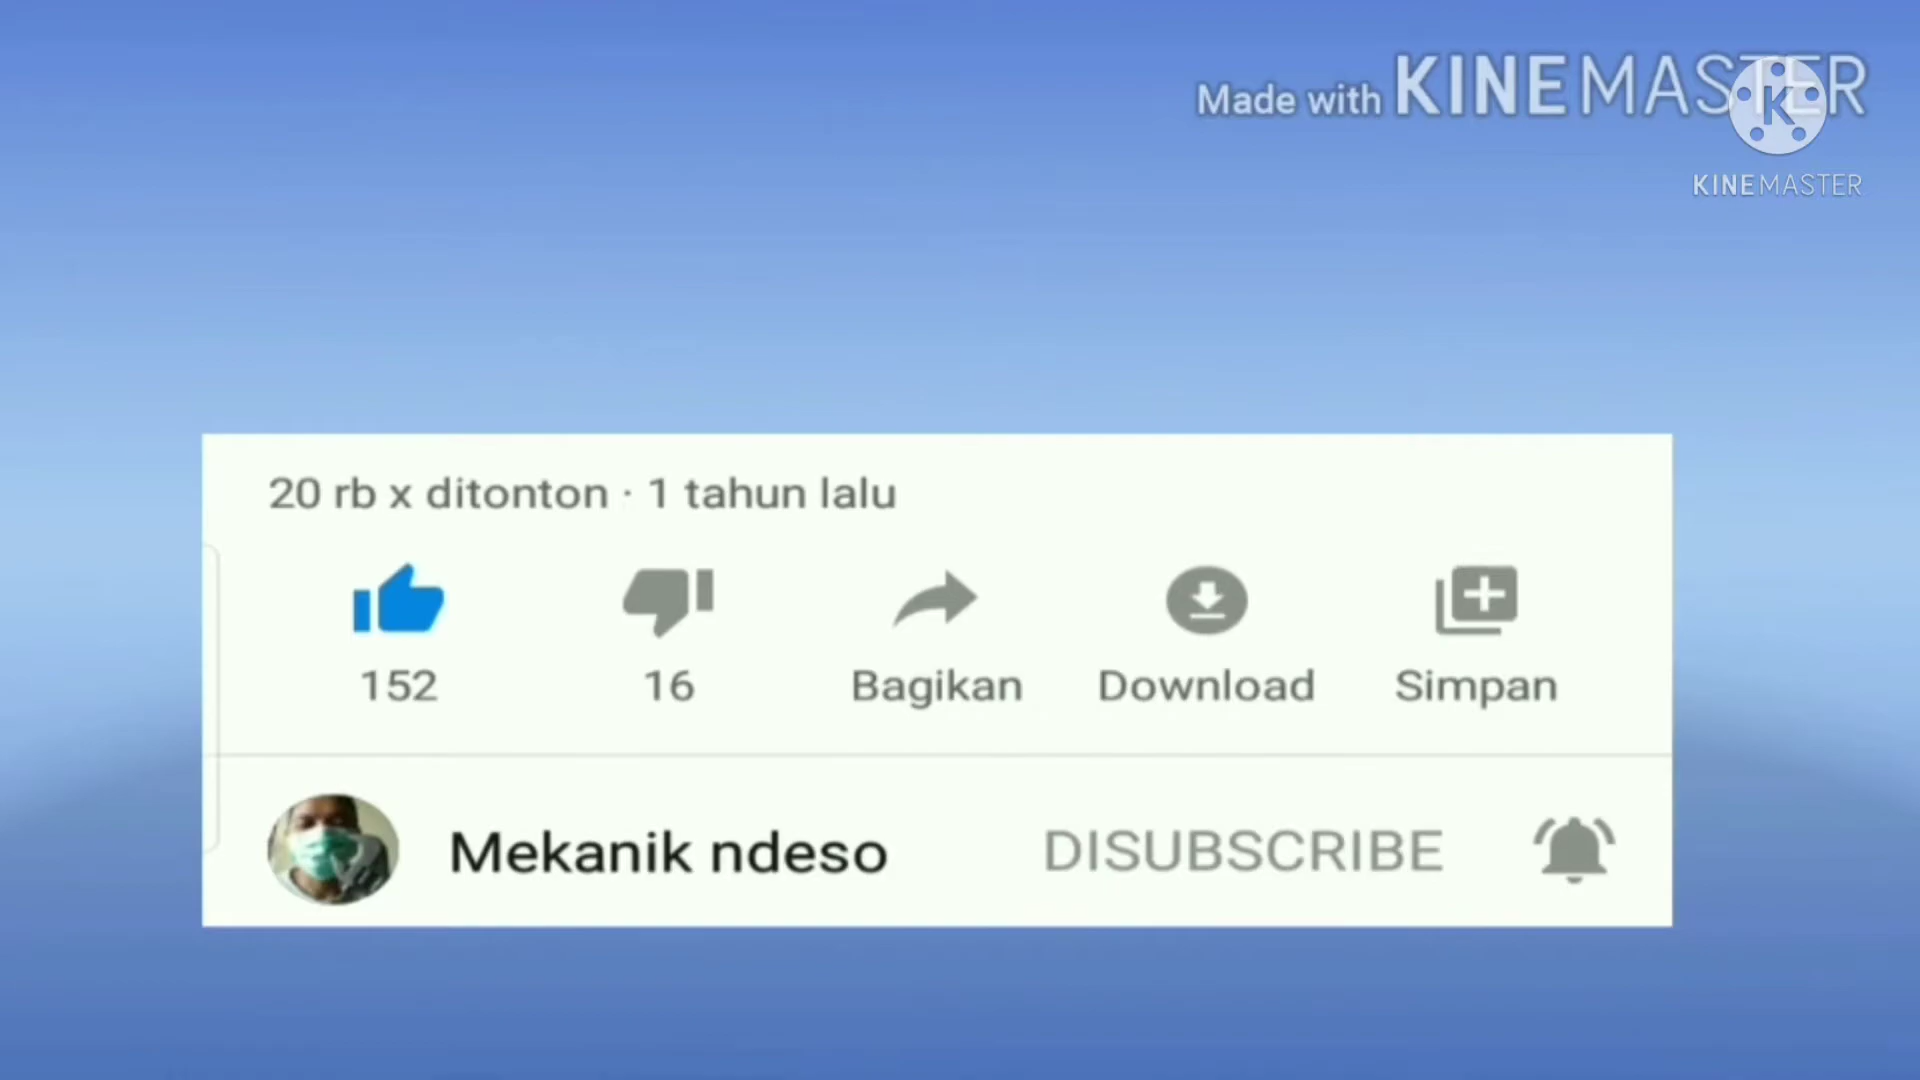 Made with KINEMASTER
K
KINEMASTER
20 rb x ditonton · 1 tahun lalu
152 16 Bagikan Download Simpan
Mekanik ndeso DISUBSCRIBE